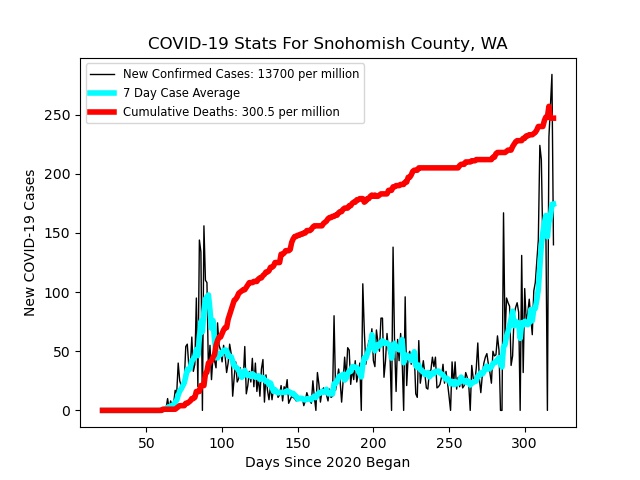 COVID-19 Stats For Snohomish County, WA
New Confirmed Cases: 13700 per million
7 Day Case Average
Cumulative Deaths: 300.5 per million
New COVID-19 Cases
250
200
150
100
50
0
50 100 150 200 250 300
Days Since 2020 Began